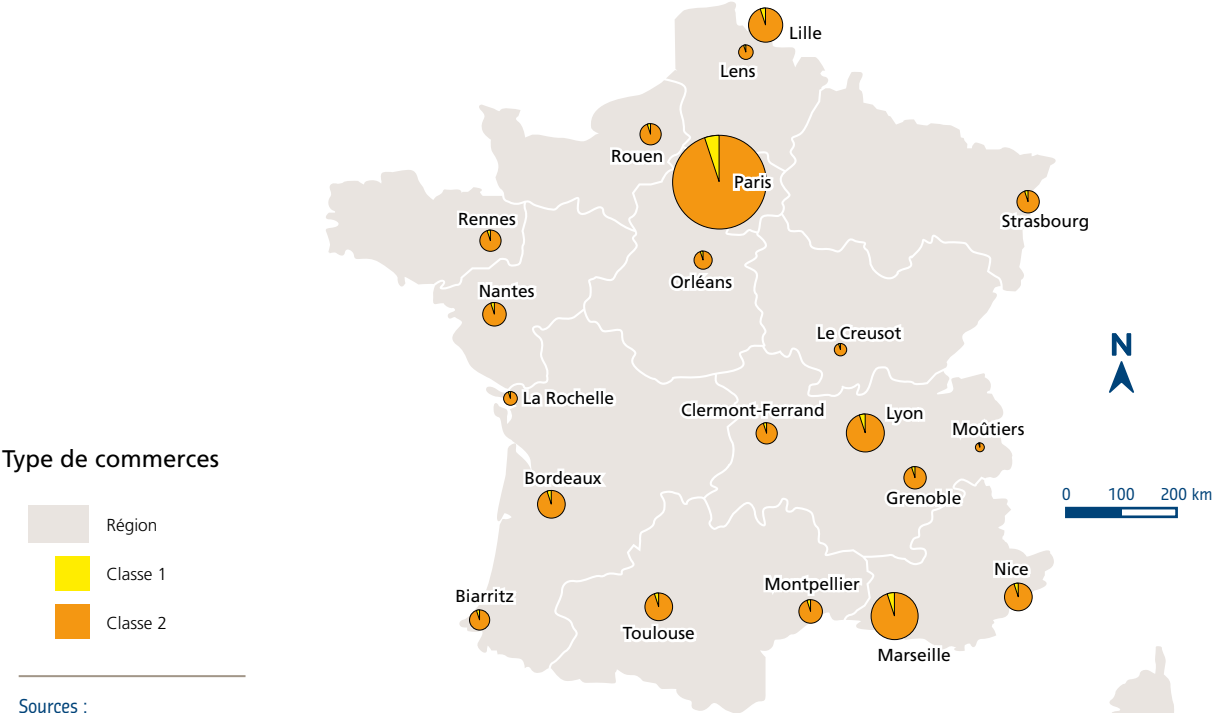 Lille
Lens
Rouen
Paris
Strasbourg
Rennes
Orléans
Nantes
Le Creusot
N
La Rochelle
Clermont-Ferrand
Lyon
Moûtiers
Type de commerces
Bordeaux
Grenoble
0 100 200 km
Région
Classe 1
Nice
Montpellier
Biarritz
Classe 2
Toulouse
Marseille
Sources :